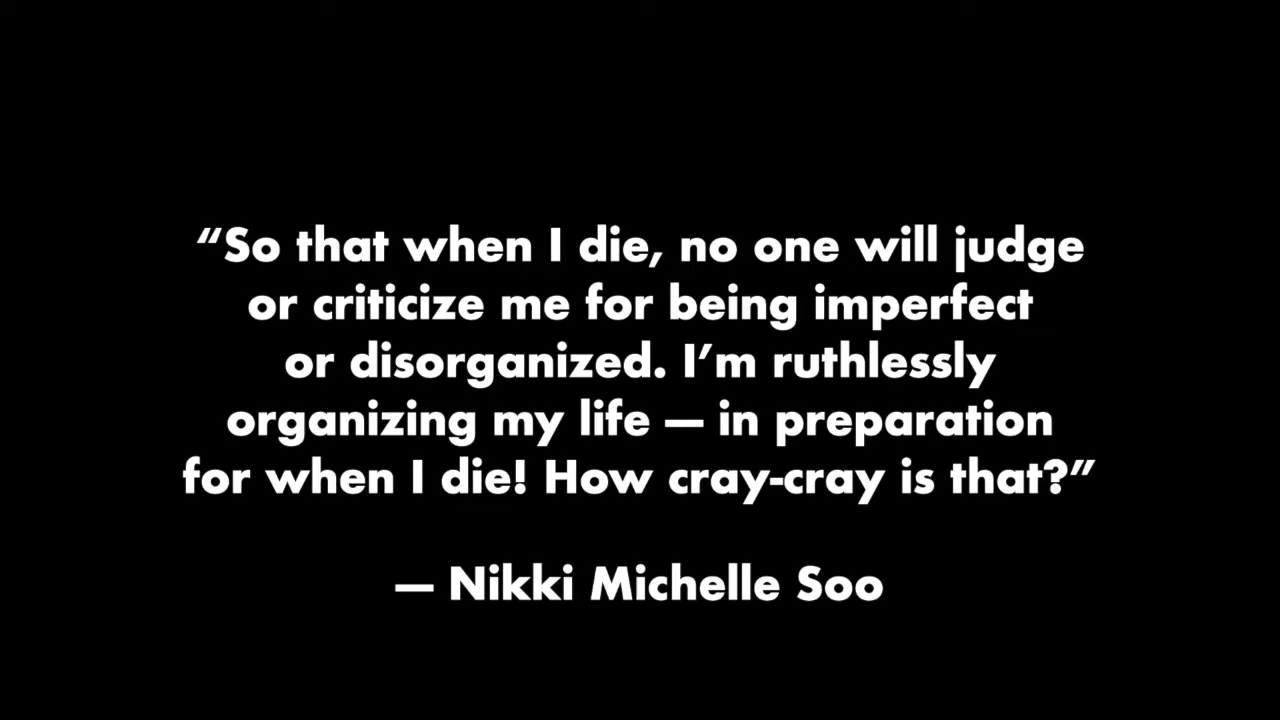 “So that when I die, no one will judge
or criticize me for being imperfect
or disorganized. I’m ruthlessly
organizing my life — in preparation
for when I die! How cray-cray is that?”
— Nikki Michelle Soo